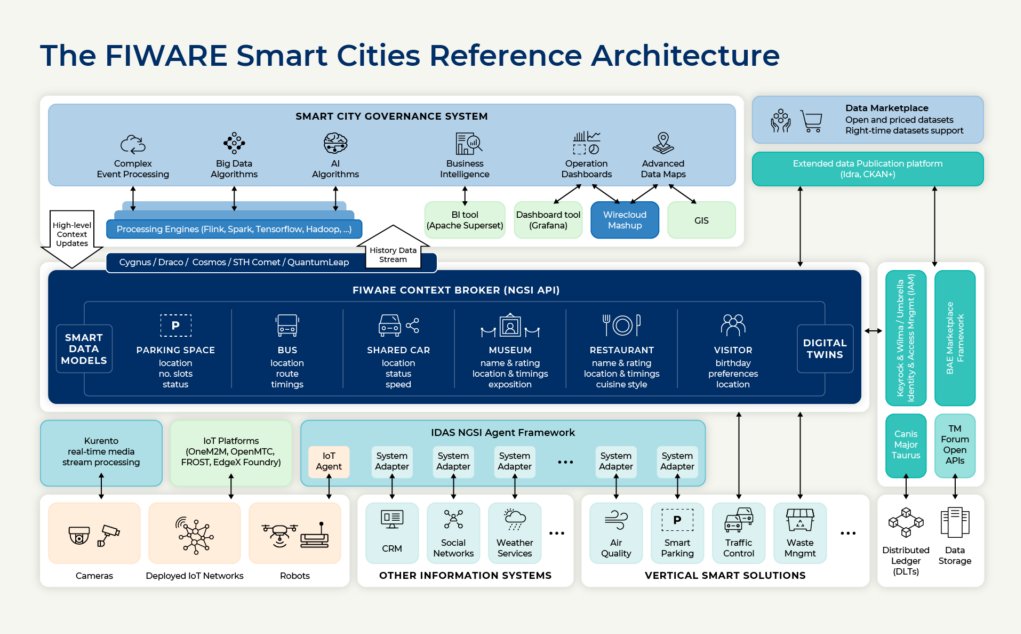 The FIWARE Smart Cities Reference Architecture
SMART CITY GOVERNANCE SYSTEM
Complex
Event Processing
Big Data
Algorithms
AI
Algorithms
Business
Intelligence
Operation
Dashboards
Advanced
Data Maps
Data Marketplace
Open and priced datasets
Right-time datasets support
Extended data Publication platform
(Idra, CKAN+)
High-level
Context
Updates
Processing Engines (Flink, Spark, Tensorflow, Hadoop, ...)
BI tool
(Apache Superset)
Dashboard tool
(Grafana)
Wirecloud
Mashup
GIS
Cygnus / Draco / Cosmos / STH Comet / QuantumLeap
History Data
Stream
FIWARE CONTEXT BROKER (NGSI API)
SMART
DATA
MODELS
P
PARKING SPACE
location
no. slots
status
BUS
location
route
timings
SHARED CAR
location
status
speed
MUSEUM
name & rating
location & timings
exposition
RESTAURANT
name & rating
location & timings
cuisine style
VISITOR
birthday
preferences
location
DIGITAL
TWINS
Keyrock & Wilma / Umbrella
Identity & Access Mngmt (IAM)
BAE Marketplace
Framework
Kurento
real-time media
stream processing
IoT Platforms
(OneM2M, OpenMTC,
FROST, EdgeX Foundry)
IDAS NGSI Agent Framework
IoT
Agent
System
Adapter
System
Adapter
System
Adapter
...
System
Adapter
System
Adapter
Canis
Major
Taurus
TM
Forum
Open
APIs
Cameras
Deployed IoT Networks
Robots
CRM
Social
Networks
Weather
Services
...
OTHER INFORMATION SYSTEMS
Air
Quality
P
Smart
Parking
Traffic
Control
Waste
Mngmt
...
VERTICAL SMART SOLUTIONS
Distributed
Ledger
(DLTs)
Data
Storage